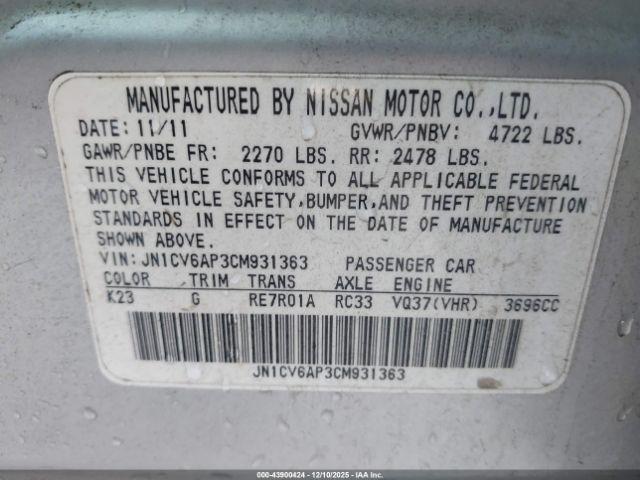 MANUFACTURED BY NISSAN MOTOR CO.,LTD.
DATE: 11/11 GVWR/PNBV: 4722 LBS.
GAWR/PNBE FR: 2270 LBS. RR: 2478 LBS.
THIS VEHICLE CONFORMS TO ALL APPLICABLE FEDERAL
MOTOR VEHICLE SAFETY,BUMPER,AND THEFT PREVENTION
STANDARDS IN EFFECT ON THE DATE OF MANUFACTURE
SHOWN ABOVE.
VIN:JN1CV6AP3CM931363 PASSENGER CAR
COLOR TRIM TRANS AXLE ENGINE
K23 G RE7R01A RC33 VQ37(VHR) 3696CC
JN1CV6AP3CM931363
000-43900424 - 12/10/2025 - IAA Inc.